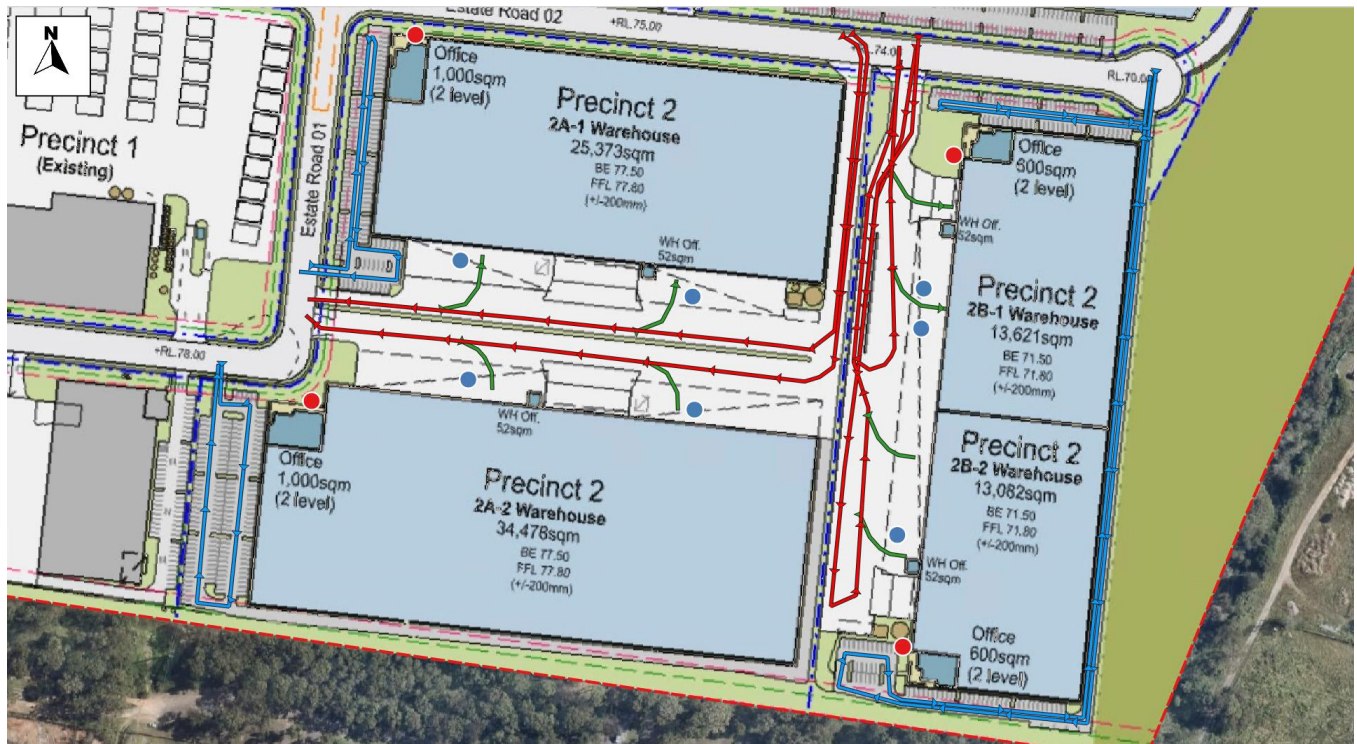 N
Estate Road 02
+RL.75.00
+RL.74.00
RL.70.00
Office
1,000sqm
(2 level)
Precinct 2
2A-1 Warehouse
25,373sqm
BE 77.50
FFL 77.80
(+/-200mm)
Precinct 1
(Existing)
Estate Road 01
WH Off.
52sqm
Office
500sqm
(2 level)
WH Off.
52sqm
Precinct 2
2B-1 Warehouse
13,621sqm
BE 71.50
FFL 71.80
(+/-200mm)
+RL.78.00
WH Off.
52sqm
Office
1,000sqm
(2 level)
Precinct 2
2A-2 Warehouse
34,478sqm
BE 77.50
FFL 77.80
(+/-200mm)
Precinct 2
2B-2 Warehouse
13,082sqm
BE 71.50
FFL 71.80
(+/-200mm)
WH Off.
52sqm
Office
600sqm
(2 level)